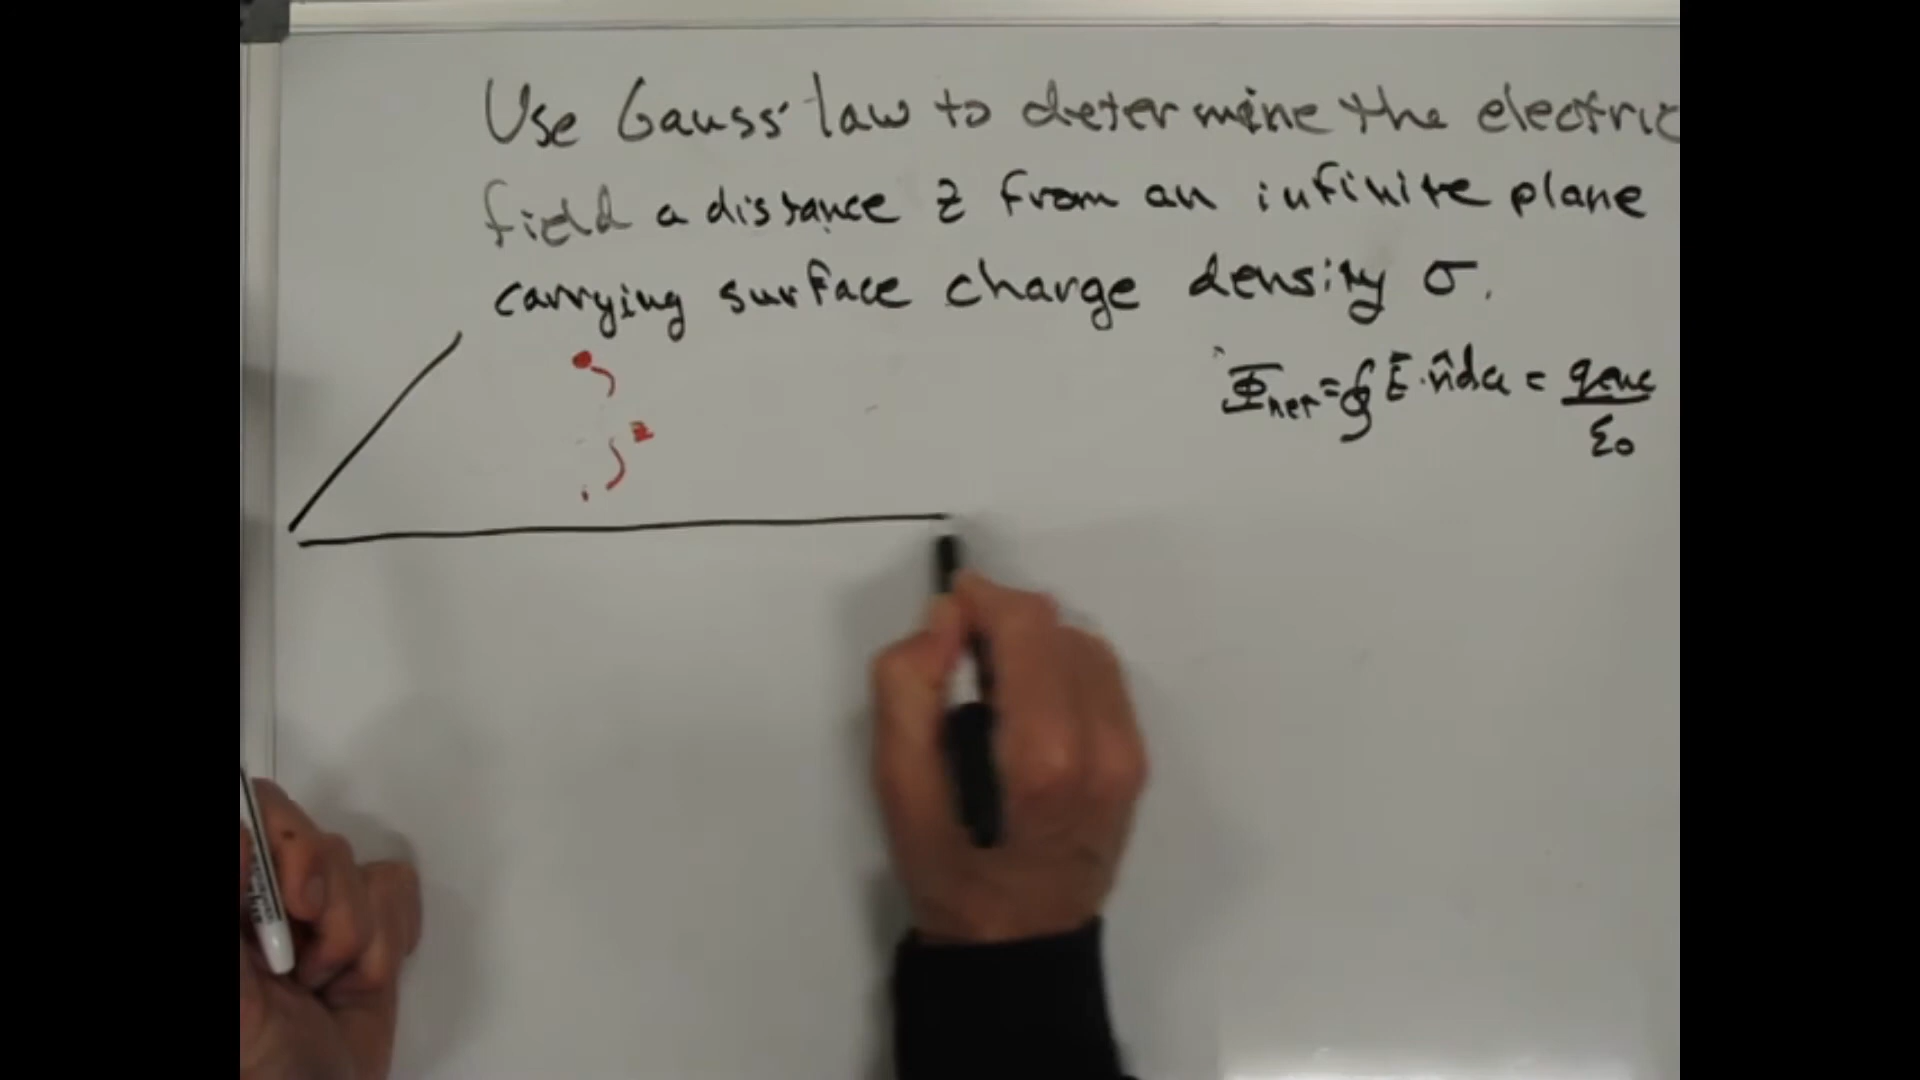 Use Gauss' law to determine the electric
field a distance z from an infinite plane
carrying surface charge density σ.
Φnet = ∮ E⃗ · n̂ da = qenc / ε0
z